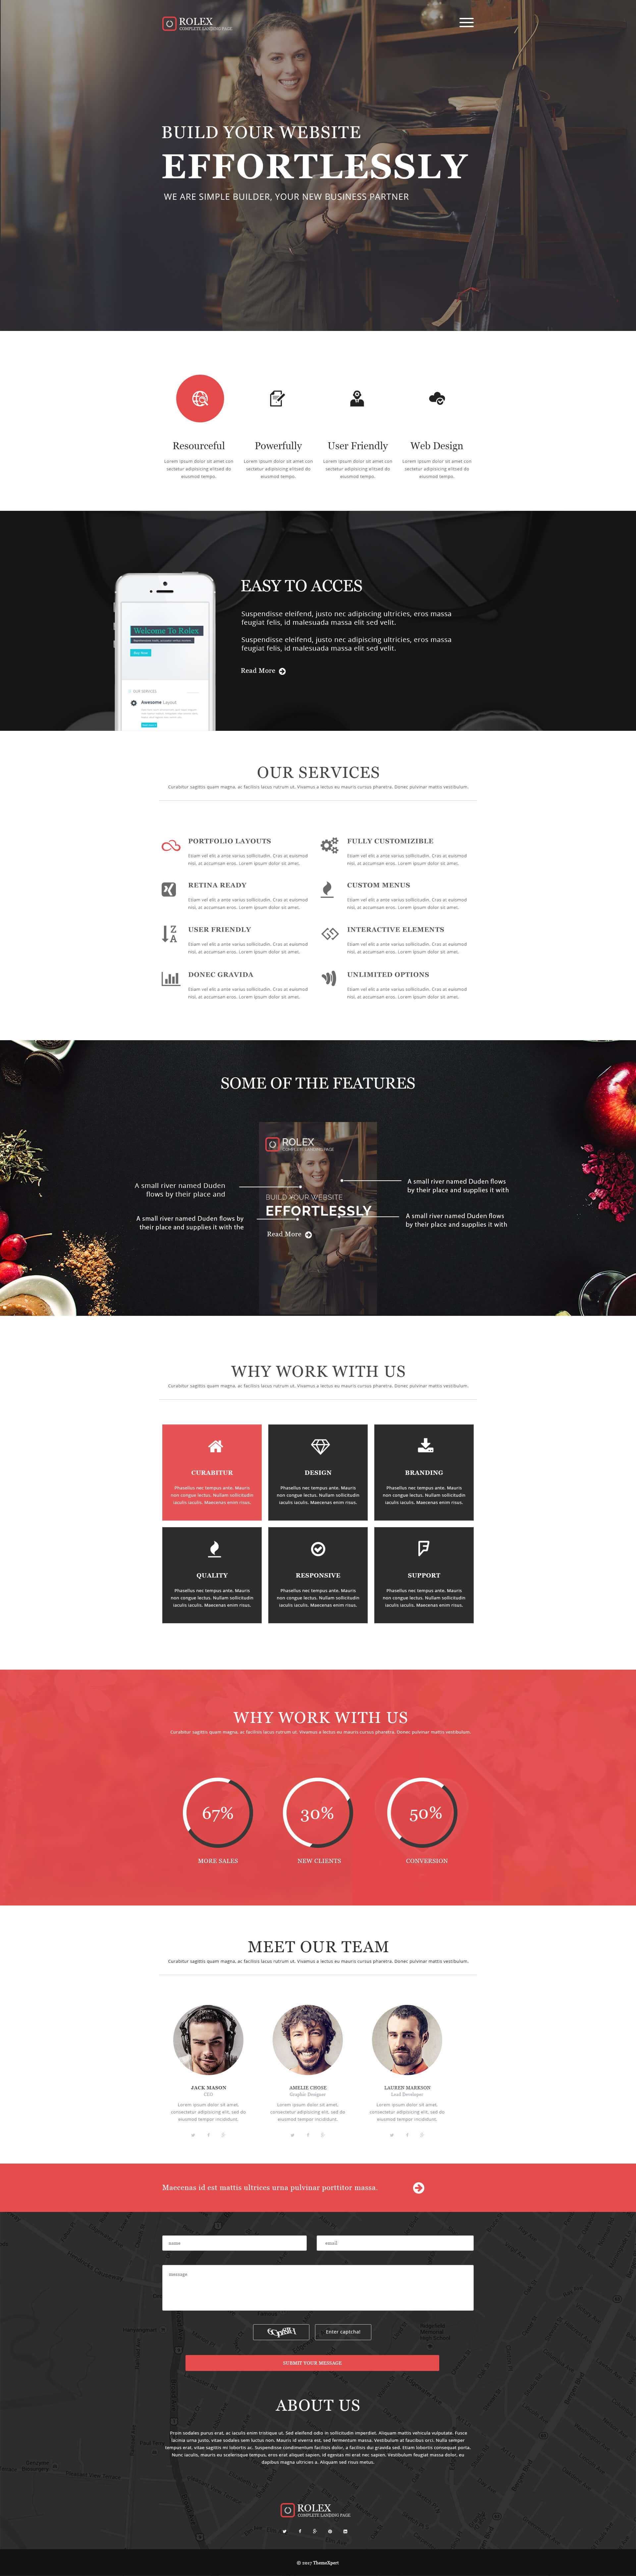 ROLEX
COMPLETE LANDING PAGE
BUILD YOUR WEBSITE
EFFORTLESSLY
WE ARE SIMPLE BUILDER, YOUR NEW BUSINESS PARTNER
Resourceful
Lorem ipsum dolor sit amet con
sectetur adipisicing elitsed do
eiusmod tempo.
Powerfully
Lorem ipsum dolor sit amet con
sectetur adipisicing elitsed do
eiusmod tempo.
User Friendly
Lorem ipsum dolor sit amet con
sectetur adipisicing elitsed do
eiusmod tempo.
Web Design
Lorem ipsum dolor sit amet con
sectetur adipisicing elitsed do
eiusmod tempo.
Welcome To Rolex
OUR SERVICES
Awesome Layout
EASY TO ACCES
Suspendisse eleifend, justo nec adipiscing ultricies, eros massa
feugiat felis, id malesuada massa elit sed velit.
Suspendisse eleifend, justo nec adipiscing ultricies, eros massa
feugiat felis, id malesuada massa elit sed velit.
Read More
OUR SERVICES
Curabitur sagittis quam magna, ac facilisis lacus rutrum ut. Vivamus a lectus eu mauris cursus pharetra. Donec pulvinar mattis vestibulum.
PORTFOLIO LAYOUTS
Etiam vel elit a ante varius sollicitudin. Cras at euismod
nisi, at accumsan eros. Lorem ipsum dolor sit amet.
FULLY CUSTOMIZIBLE
Etiam vel elit a ante varius sollicitudin. Cras at euismod
nisi, at accumsan eros. Lorem ipsum dolor sit amet.
RETINA READY
Etiam vel elit a ante varius sollicitudin. Cras at euismod
nisi, at accumsan eros. Lorem ipsum dolor sit amet.
CUSTOM MENUS
Etiam vel elit a ante varius sollicitudin. Cras at euismod
nisi, at accumsan eros. Lorem ipsum dolor sit amet.
Z
A
USER FRIENDLY
Etiam vel elit a ante varius sollicitudin. Cras at euismod
nisi, at accumsan eros. Lorem ipsum dolor sit amet.
INTERACTIVE ELEMENTS
Etiam vel elit a ante varius sollicitudin. Cras at euismod
nisi, at accumsan eros. Lorem ipsum dolor sit amet.
DONEC GRAVIDA
Etiam vel elit a ante varius sollicitudin. Cras at euismod
nisi, at accumsan eros. Lorem ipsum dolor sit amet.
UNLIMITED OPTIONS
Etiam vel elit a ante varius sollicitudin. Cras at euismod
nisi, at accumsan eros. Lorem ipsum dolor sit amet.
SOME OF THE FEATURES
A small river named Duden
flows by their place and
A small river named Duden flows by
their place and supplies it with the
ROLEX
COMPLETE LANDING PAGE
BUILD YOUR WEBSITE
EFFORTLESSLY
Read More
A small river named Duden flows
by their place and supplies it with
A small river named Duden flows
by their place and supplies it with
WHY WORK WITH US
Curabitur sagittis quam magna, ac facilisis lacus rutrum ut. Vivamus a lectus eu mauris cursus pharetra. Donec pulvinar mattis vestibulum.
CURABITUR
Phasellus nec tempus ante. Mauris
non congue lectus. Nullam sollicitudin
iaculis iaculis. Maecenas enim risus.
DESIGN
Phasellus nec tempus ante. Mauris
non congue lectus. Nullam sollicitudin
iaculis iaculis. Maecenas enim risus.
BRANDING
Phasellus nec tempus ante. Mauris
non congue lectus. Nullam sollicitudin
iaculis iaculis. Maecenas enim risus.
QUALITY
Phasellus nec tempus ante. Mauris
non congue lectus. Nullam sollicitudin
iaculis iaculis. Maecenas enim risus.
RESPONSIVE
Phasellus nec tempus ante. Mauris
non congue lectus. Nullam sollicitudin
iaculis iaculis. Maecenas enim risus.
SUPPORT
Phasellus nec tempus ante. Mauris
non congue lectus. Nullam sollicitudin
iaculis iaculis. Maecenas enim risus.
WHY WORK WITH US
Curabitur sagittis quam magna, ac facilisis lacus rutrum ut. Vivamus a lectus eu mauris cursus pharetra. Donec pulvinar mattis vestibulum.
67%
MORE SALES
30%
NEW CLIENTS
50%
CONVERSION
MEET OUR TEAM
Curabitur sagittis quam magna, ac facilisis lacus rutrum ut. Vivamus a lectus eu mauris cursus pharetra. Donec pulvinar mattis vestibulum.
JACK MASON
CEO
Lorem ipsum dolor sit amet,
consectetur adipisicing elit, sed do
eiusmod tempor incididunt.
AMELIE CHOSE
Graphic Designer
Lorem ipsum dolor sit amet,
consectetur adipisicing elit, sed do
eiusmod tempor incididunt.
LAUREN MARKSON
Lead Developer
Lorem ipsum dolor sit amet,
consectetur adipisicing elit, sed do
eiusmod tempor incididunt.
Maecenas id est mattis ultrices urna pulvinar porttitor massa.
name
email
message
Enter captcha!
SUBMIT YOUR MESSAGE
ABOUT US
Proin sodales purus erat, ac iaculis enim tristique ut. Sed eleifend odio in sollicitudin imperdiet. Aliquam mattis vehicula vulputate. Fusce
lacinia urna justo, vitae sodales sem luctus non. Mauris id viverra est, sed fermentum massa. Vestibulum at faucibus orci. Nulla semper
tempus erat, vitae sagittis mi lobortis ac. Suspendisse condimentum facilisis dolor, a facilisis dui gravida sed. Etiam lobortis consequat porta.
Nunc iaculis, mauris eu scelerisque tempus, eros erat aliquet sapien, id egestas mi erat nec sapien. Vestibulum feugiat massa dolor, eu
dapibus magna ultricies a. Aliquam sed risus metus.
ROLEX
COMPLETE LANDING PAGE
© 2017 ThemeXpert